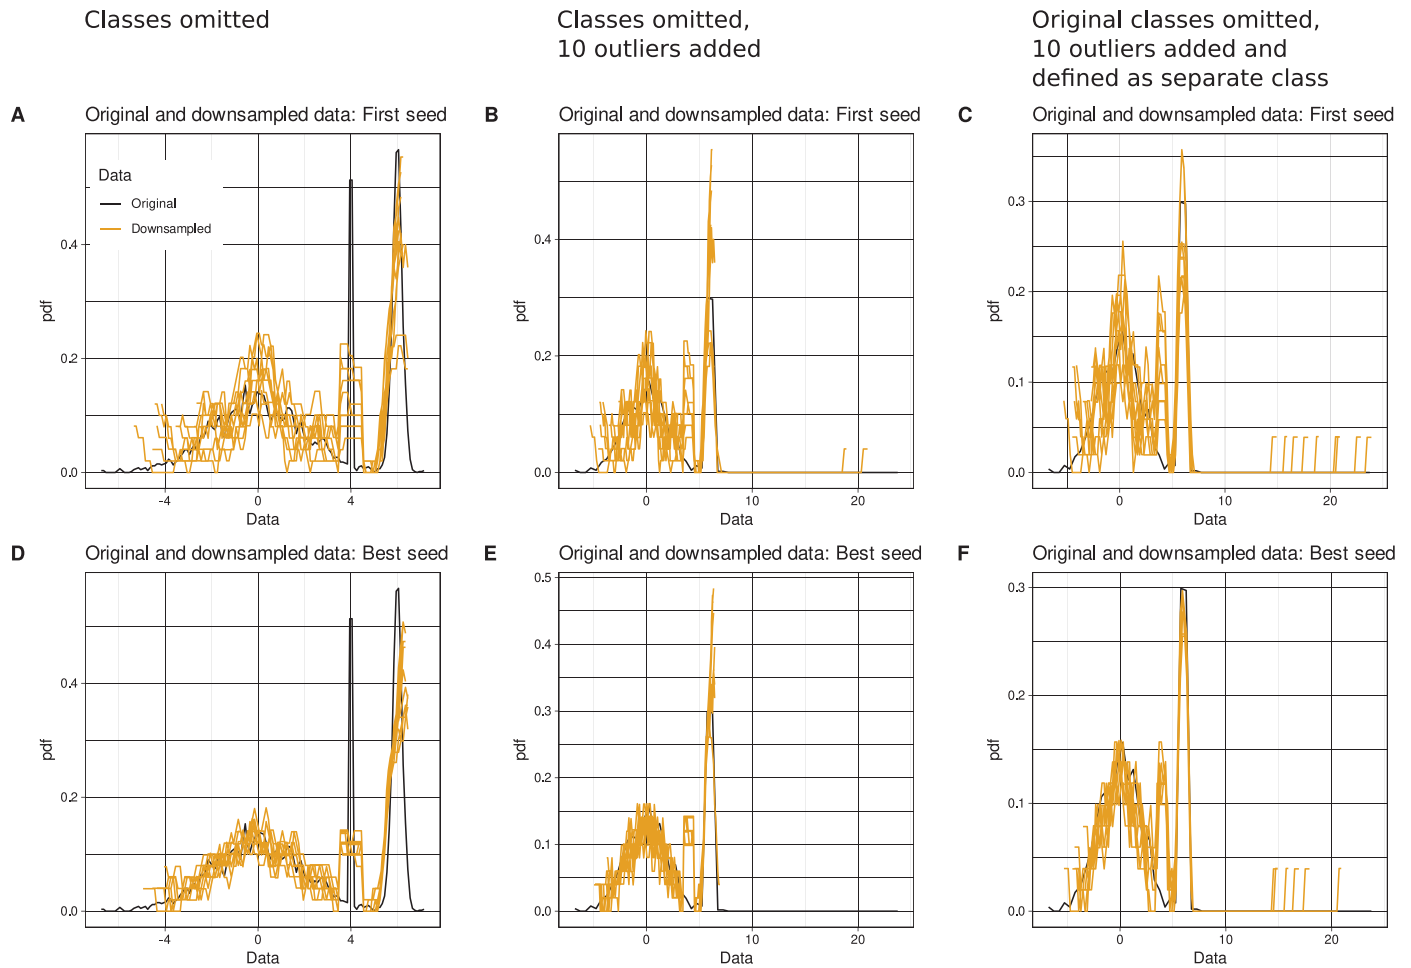 Classes omitted
Classes omitted,
10 outliers added
Original classes omitted,
10 outliers added and
defined as separate class
A
Original and downsampled data: First seed
Data
Original
Downsampled
0.4
0.2
0.0
pdf
-4
0
4
Data
B
Original and downsampled data: First seed
0.4
0.2
0.0
pdf
0
10
20
Data
C
Original and downsampled data: First seed
0.3
0.2
0.1
0.0
pdf
0
10
20
Data
D
Original and downsampled data: Best seed
0.4
0.2
0.0
pdf
-4
0
4
Data
E
Original and downsampled data: Best seed
0.5
0.4
0.3
0.2
0.1
0.0
pdf
0
10
20
Data
F
Original and downsampled data: Best seed
0.3
0.2
0.1
0.0
pdf
0
10
20
Data